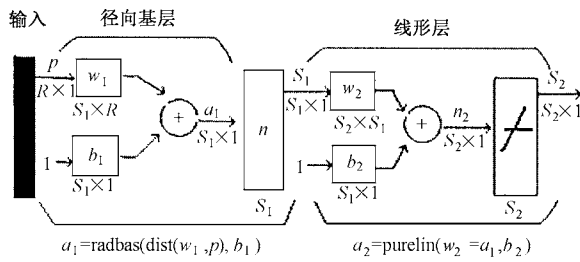 输入
径向基层
线形层
p
R×1
w1
S1×R
1
b1
S1×1
+
a1
S1×1
n
S1
S1
S1×1
w2
S2×S1
1
b2
S1×1
+
n2
S2×1
S2
S2
S2×1
a1=radbas(dist(w1,p),b1)
a2=purelin(w2=a1,b2)